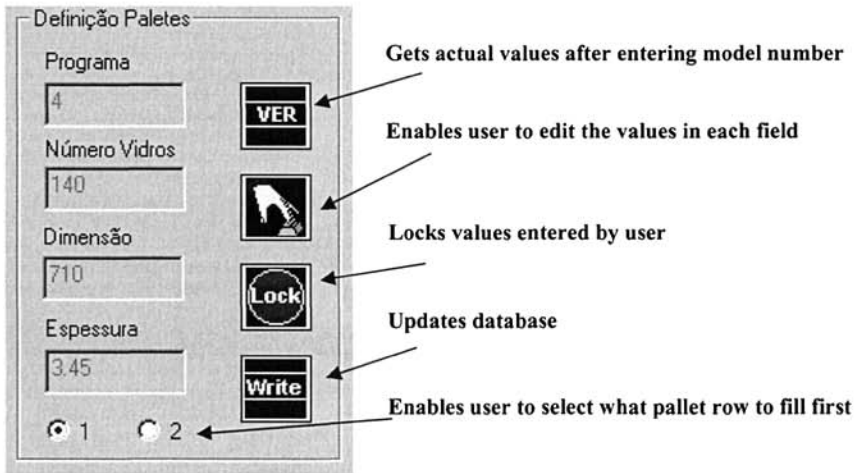 Definição Paletes
Programa
4
VER
Gets actual values after entering model number
Número Vidros
140
Enables user to edit the values in each field
Dimensão
710
Lock
Locks values entered by user
Espessura
3.45
Write
Updates database
1 2
Enables user to select what pallet row to fill first